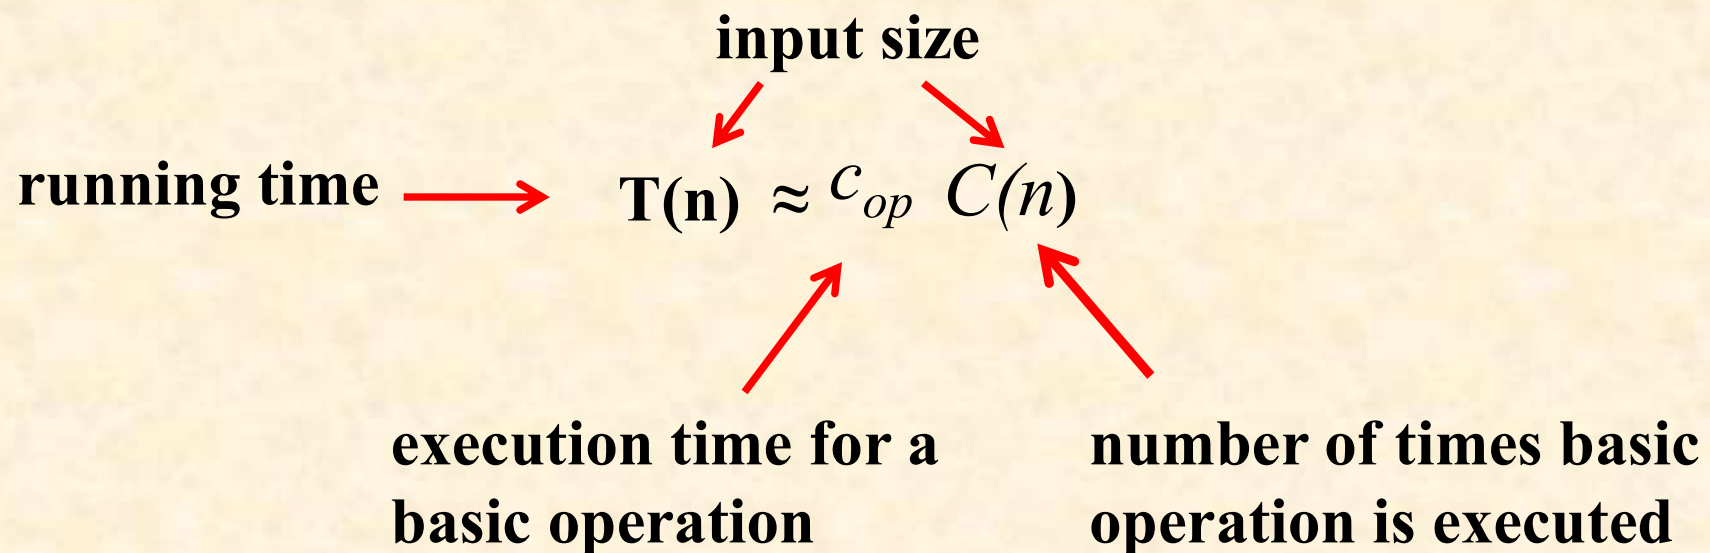 input size
running time
T(n) ≈ c_op C(n)
execution time for a
basic operation
number of times basic
operation is executed